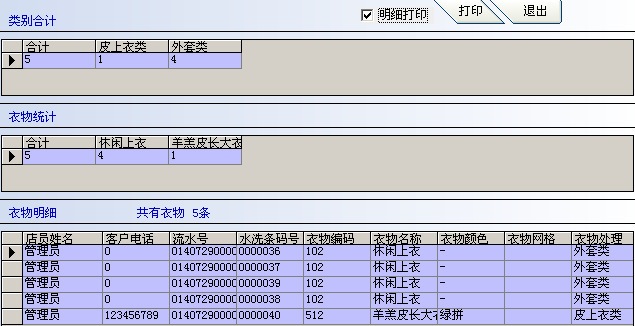 类别合计 明细打印 打印 退出
合计 皮上衣类 外套类
5 1 4
衣物统计
合计 休闲上衣 羊羔皮长大衣
5 4 1
衣物明细 共有衣物 5条
店员姓名 客户电话 流水号 水洗条码号 衣物编码 衣物名称 衣物颜色 衣物网格 衣物处理
管理员 0 01407290000 0000036 102 休闲上衣 - 外套类
管理员 0 01407290000 0000037 102 休闲上衣 - 外套类
管理员 0 01407290000 0000039 102 休闲上衣 - 外套类
管理员 0 01407290000 0000038 102 休闲上衣 - 外套类
管理员 123456789 01407290000 0000040 512 羊羔皮长大衣 绿拼 皮上衣类